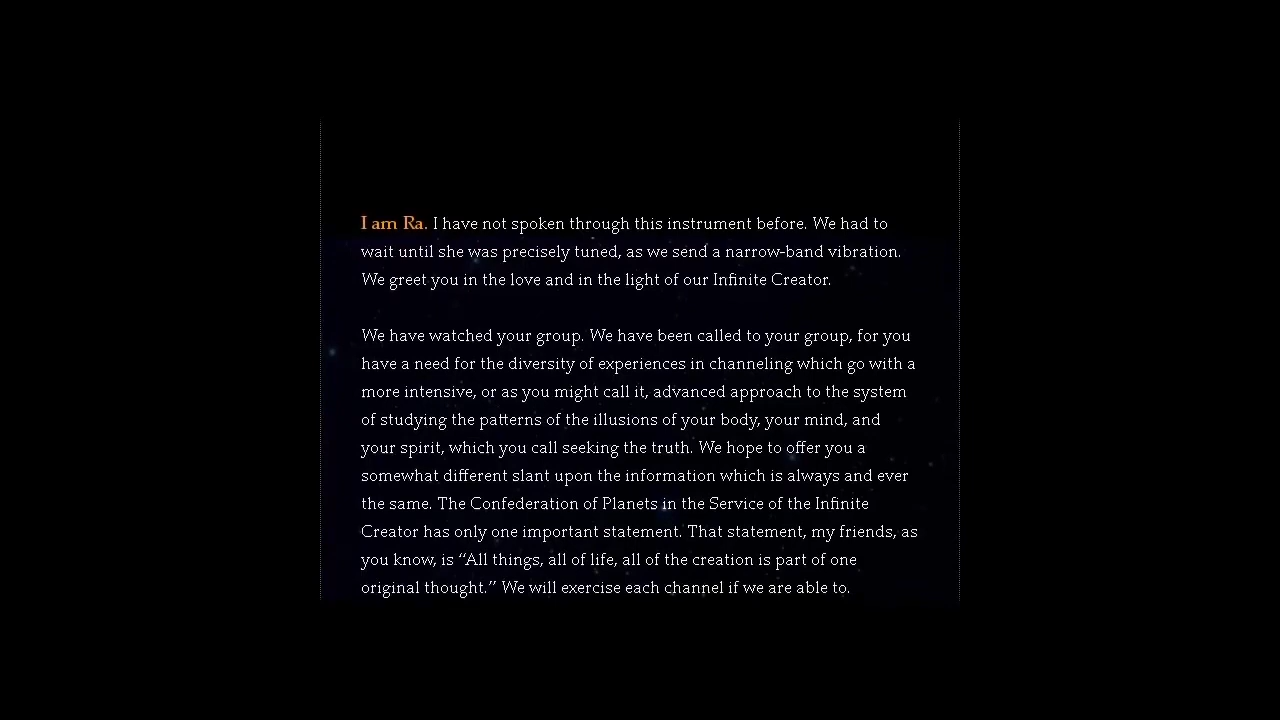 I am Ra. I have not spoken through this instrument before. We had to
wait until she was precisely tuned, as we send a narrow-band vibration.
We greet you in the love and in the light of our Infinite Creator.
We have watched your group. We have been called to your group, for you
have a need for the diversity of experiences in channeling which go with a
more intensive, or as you might call it, advanced approach to the system
of studying the patterns of the illusions of your body, your mind, and
your spirit, which you call seeking the truth. We hope to offer you a
somewhat different slant upon the information which is always and ever
the same. The Confederation of Planets in the Service of the Infinite
Creator has only one important statement. That statement, my friends, as
you know, is “All things, all of life, all of the creation is part of one
original thought.” We will exercise each channel if we are able to.